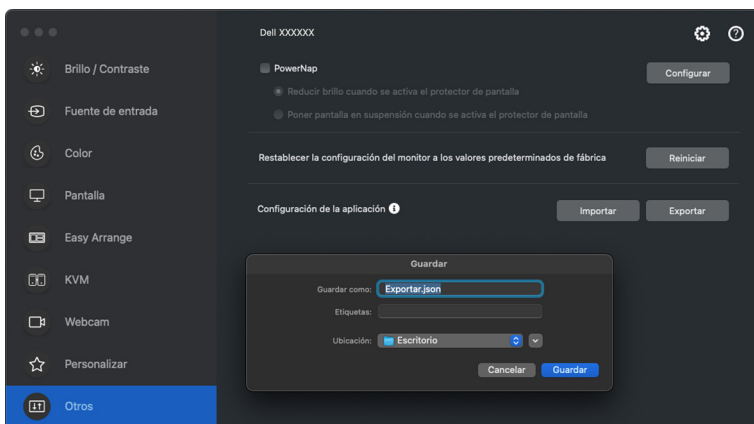 Dell XXXXXX
Brillo / Contraste
Fuente de entrada
Color
Pantalla
Easy Arrange
KVM
Webcam
Personalizar
Otros
PowerNap
Configurar
Reducir brillo cuando se activa el protector de pantalla
Poner pantalla en suspensión cuando se activa el protector de pantalla
Restablecer la configuración del monitor a los valores predeterminados de fábrica
Reiniciar
Configuración de la aplicación
Importar
Exportar
Guardar
Guardar como: Exportar.json
Etiquetas:
Ubicación: Escritorio
Cancelar
Guardar